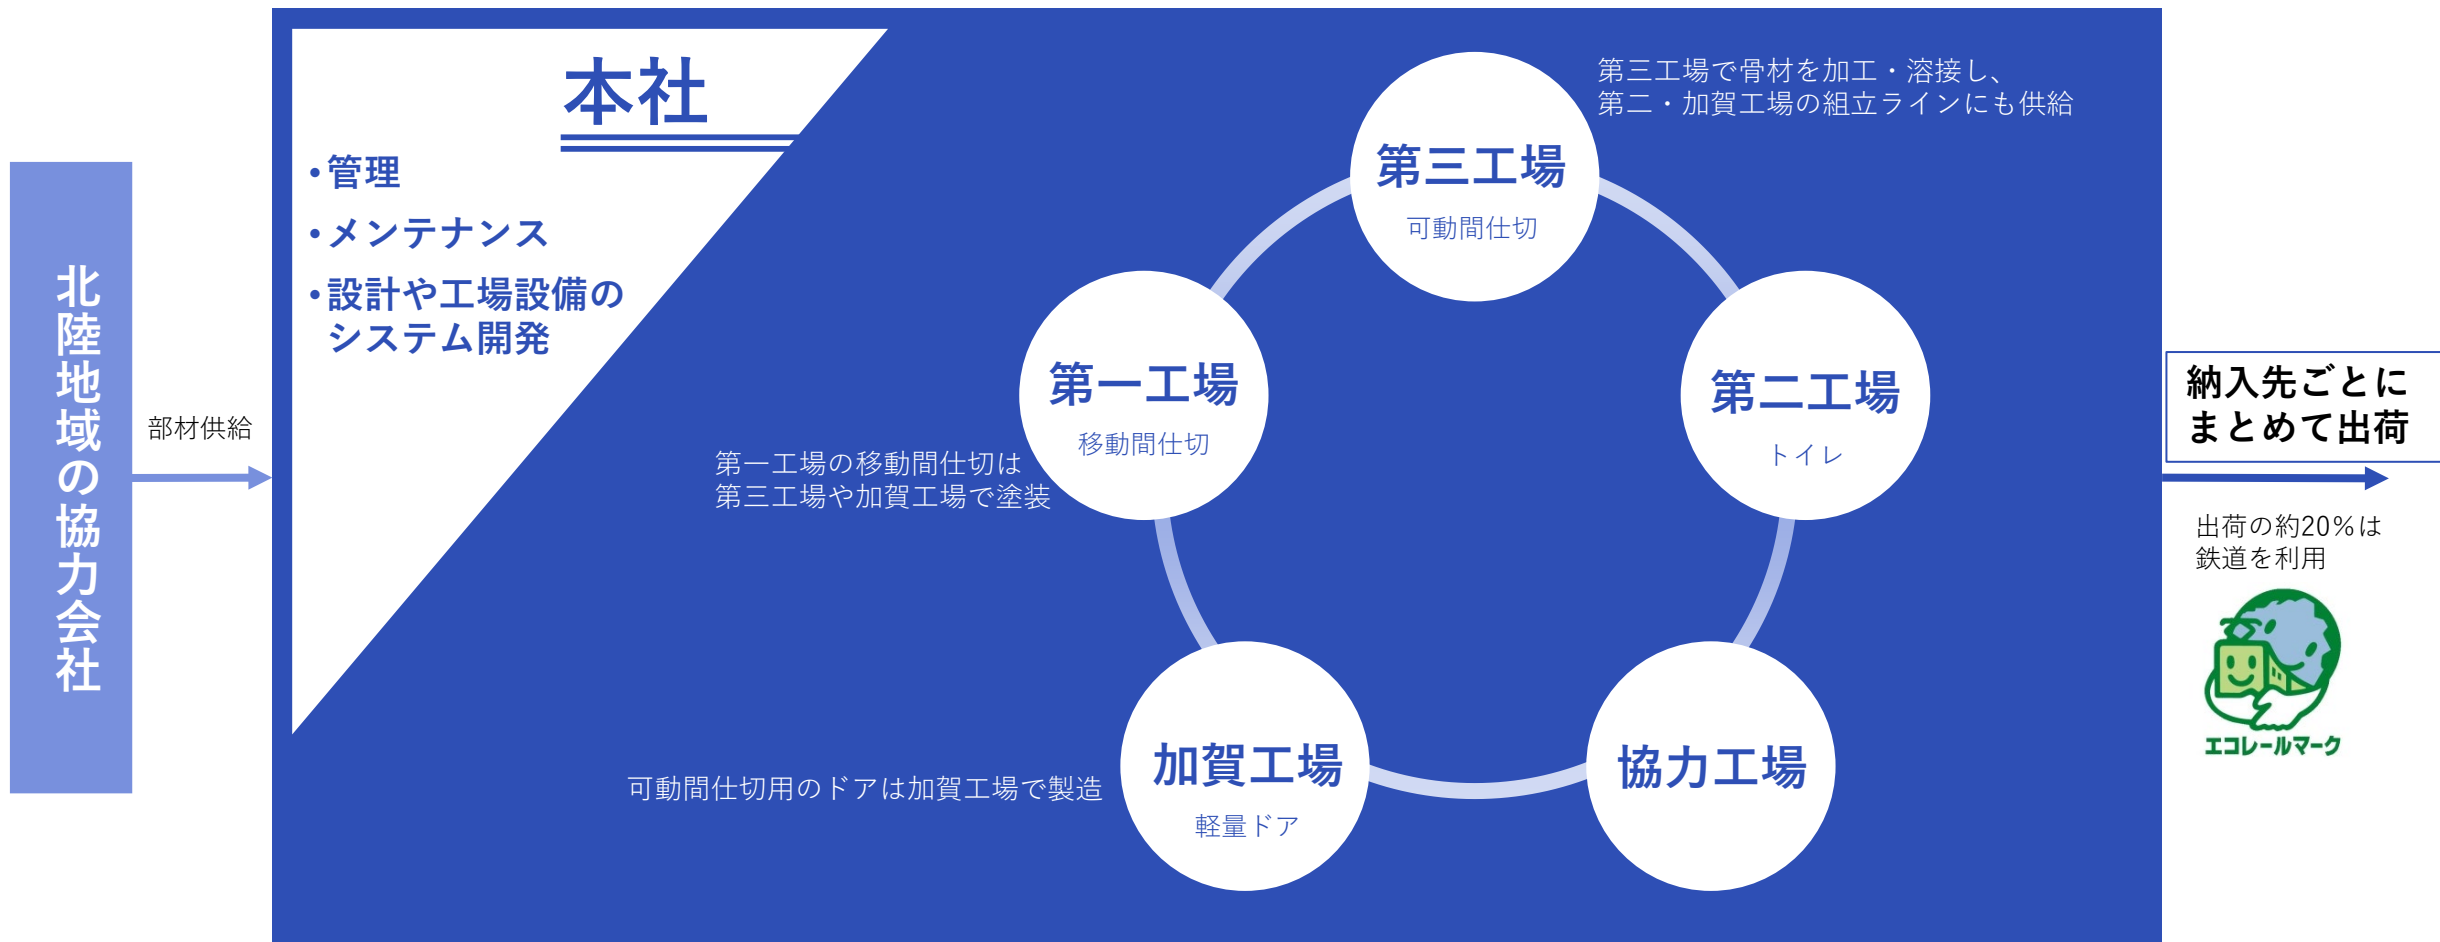 北陸地域の協力会社
部材供給
本社
・管理
・メンテナンス
・設計や工場設備の
システム開発
第三工場で骨材を加工・溶接し、
第二・加賀工場の組立ラインにも供給
第三工場
可動間仕切
第一工場
移動間仕切
第一工場の移動間仕切は
第三工場や加賀工場で塗装
第二工場
トイレ
加賀工場
軽量ドア
可動間仕切用のドアは加賀工場で製造
協力工場
納入先ごとに
まとめて出荷
出荷の約20%は
鉄道を利用
エコレールマーク